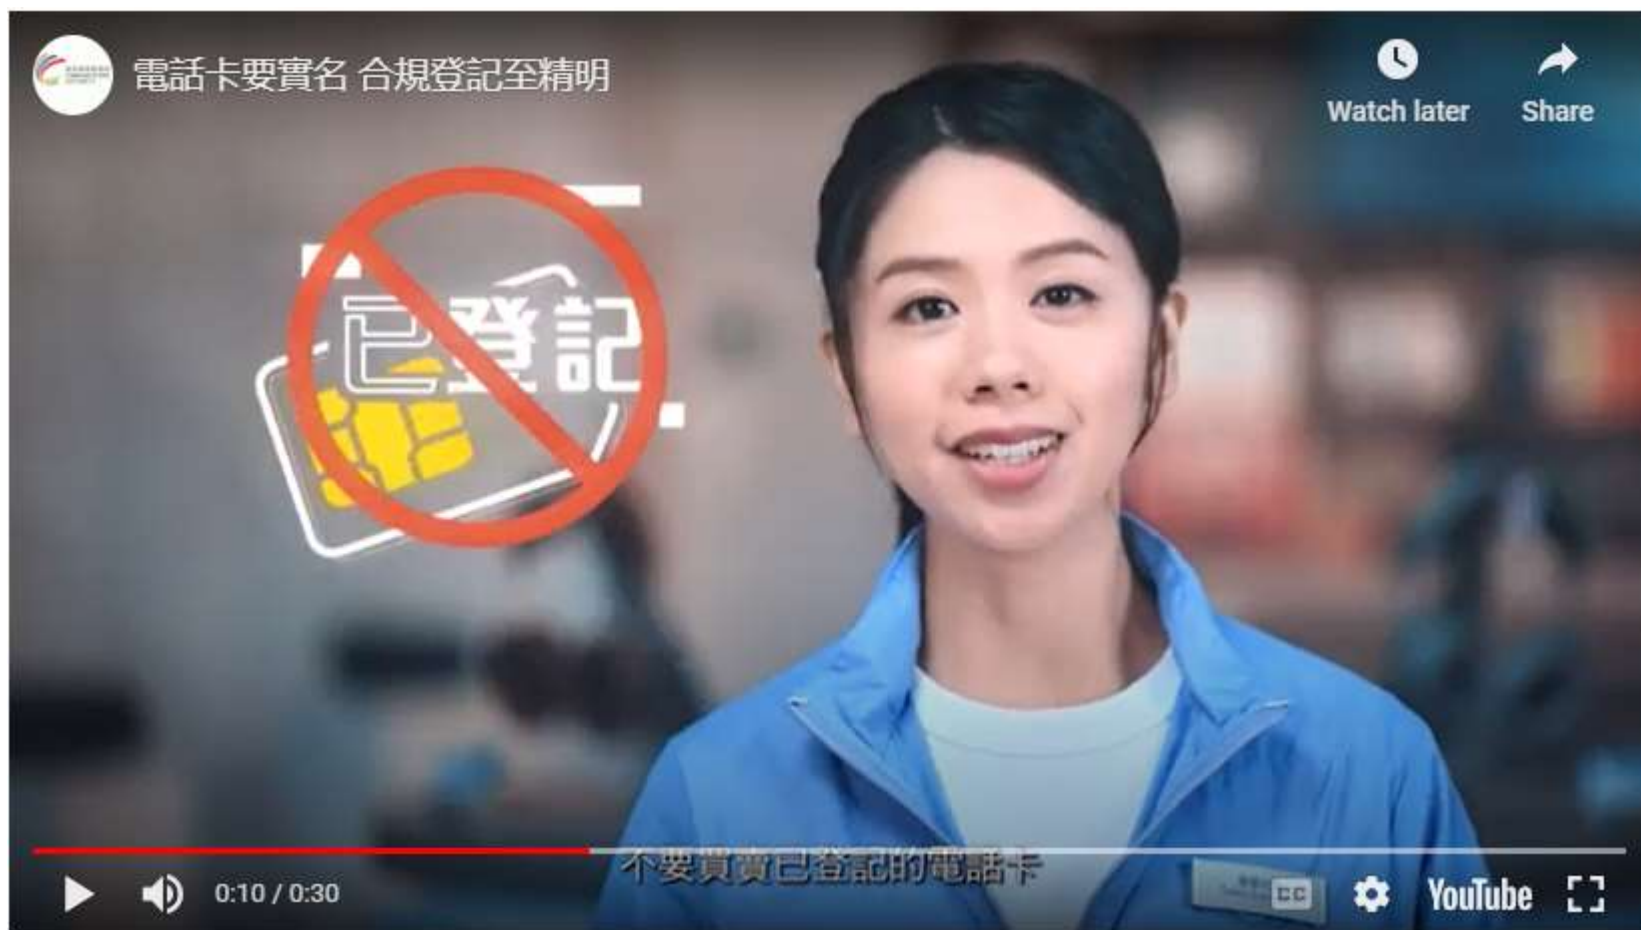 電話卡要實名 合規登記至精明
Watch later
Share
已登記
不要買賣已登記的電話卡
0:10 / 0:30
CC
YouTube